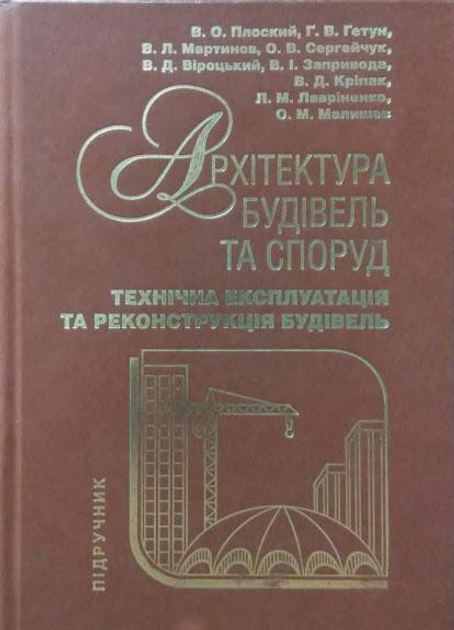 В. О. Плоский, Г. В. Гетун,
В. Л. Мартинов, О. В. Сергейчук,
В. Д. Віроцький, В. І. Запривода,
В. Д. Кріпак,
Л. М. Лавріненко,
О. М. Малишев
АРХІТЕКТУРА
БУДІВЕЛЬ
ТА СПОРУД
ТЕХНІЧНА ЕКСПЛУАТАЦІЯ
ТА РЕКОНСТРУКЦІЯ БУДІВЕЛЬ
ПІДРУЧНИК